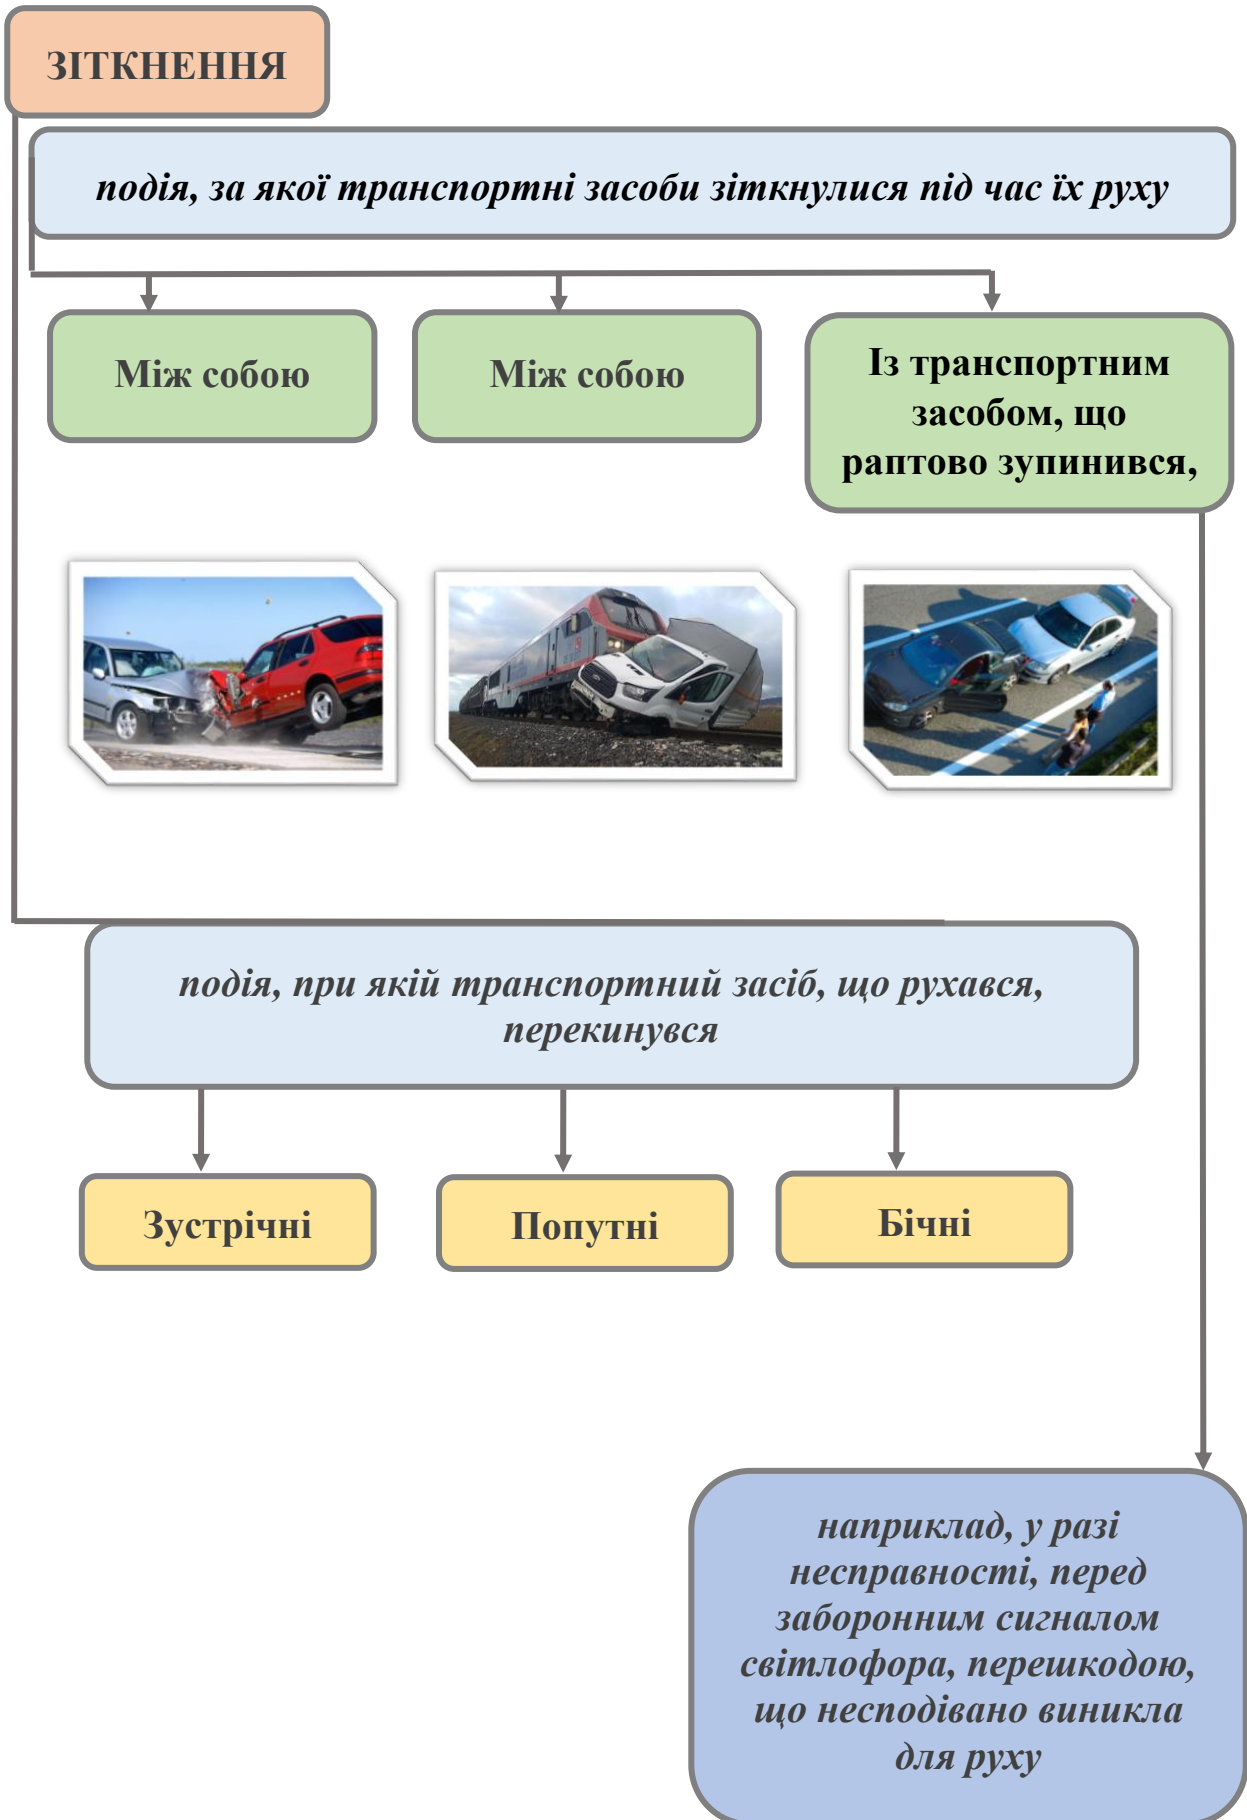 ЗІТКНЕННЯ
подія, за якої транспортні засоби зіткнулися під час їх руху
Між собою
Між собою
Із транспортним
засобом, що
раптово зупинився,
подія, при якій транспортний засіб, що рухався,
перекинувся
Зустрічні
Попутні
Бічні
наприклад, у разі
несправності, перед
заборонним сигналом
світлофора, перешкодою,
що несподівано виникла
для руху